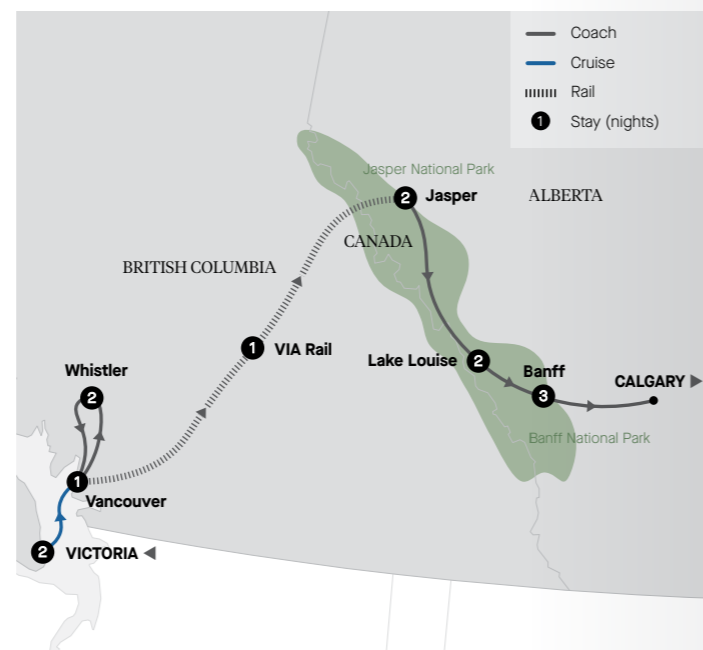 Coach
Cruise
Rail
1 Stay (nights)
Jasper National Park
2 Jasper
ALBERTA
CANADA
BRITISH COLUMBIA
1 VIA Rail
Lake Louise 2
Whistler
2
Banff
3
CALGARY
Banff National Park
1
Vancouver
2 VICTORIA